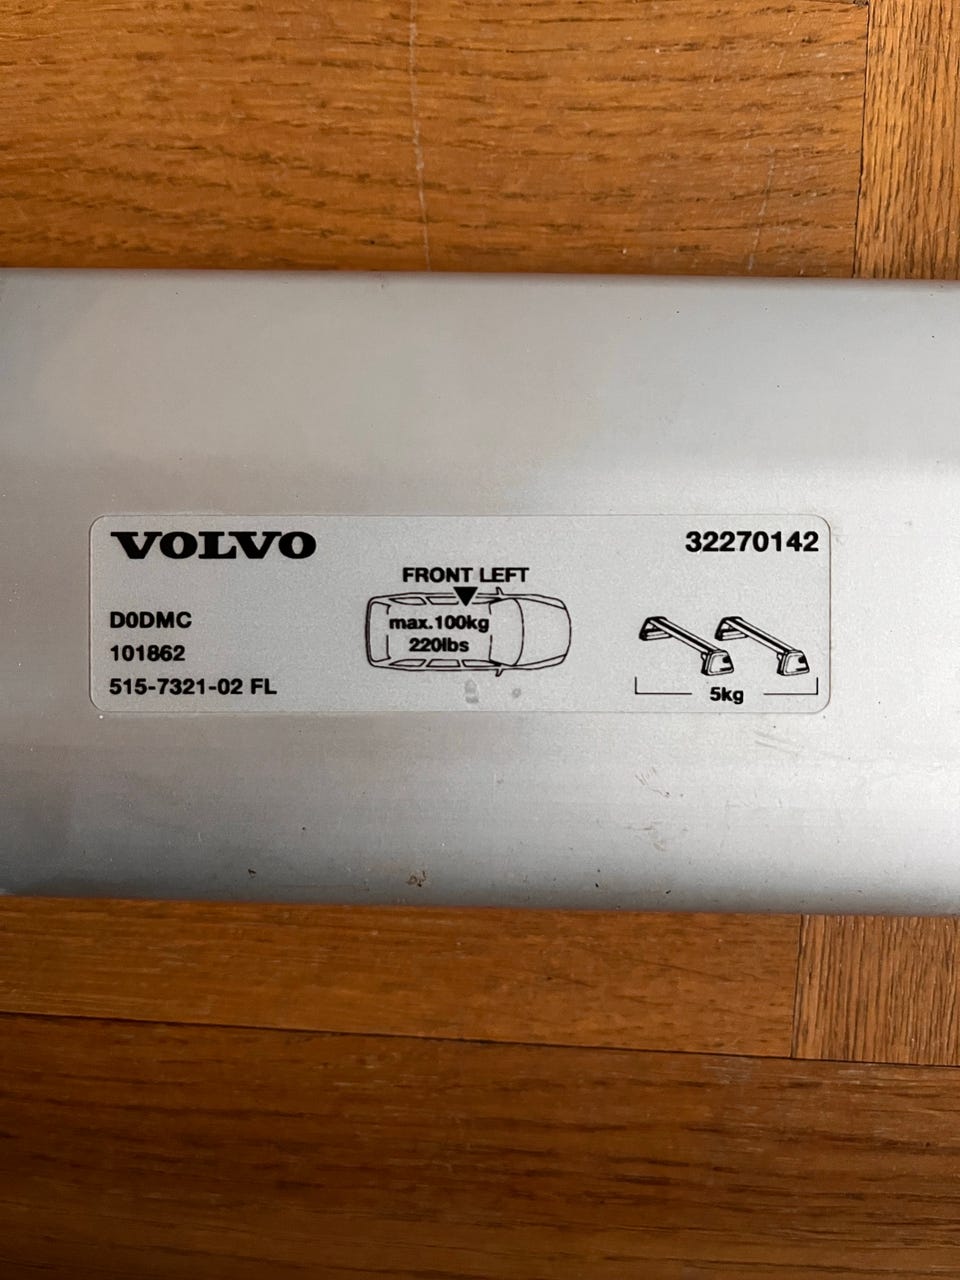 VOLVO
32270142
FRONT LEFT
max.100kg
220lbs
D0DMC
101862
515-7321-02 FL
5kg